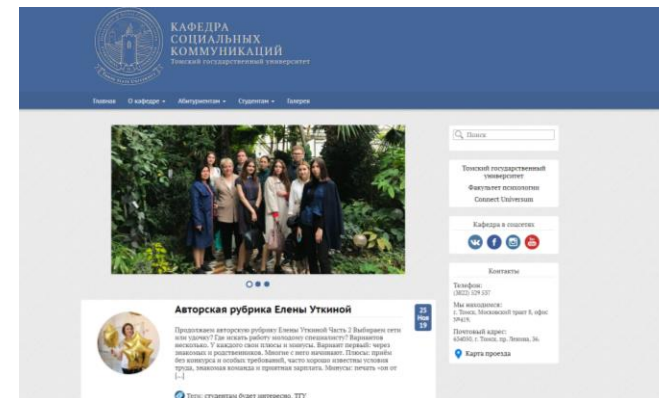 КАФЕДРА
СОЦИАЛЬНЫХ
КОММУНИКАЦИЙ
Томский государственный университет
Главная О кафедре Абитуриентам Студентам Галерея
Поиск
Томский государственный
университет
Факультет психологии
Connect Universum
Кафедра в соцсетях
Контакты
Телефон:
(3822) 529 537
Мы находимся:
г. Томск, Московский тракт 8, офис
№419.
Почтовый адрес:
634050, г. Томск, пр. Ленина, 36.
Карта проезда
Авторская рубрика Елены Уткиной
25
Ноя
19
Продолжаем авторскую рубрику Елены Уткиной Часть 2 Выбираем сети
или удочку? Где искать работу молодому специалисту? Вариантов
несколько. У каждого свои плюсы и минусы. Вариант первый: через
знакомых и родственников. Многие с него начинают. Плюсы: приём
без конкурса и особых требований, часто хорошо известны условия
труда, знакомая команда и приятная зарплата. Минусы: печать «он от
[...]
Теги: студентам будет интересно, ТГУ